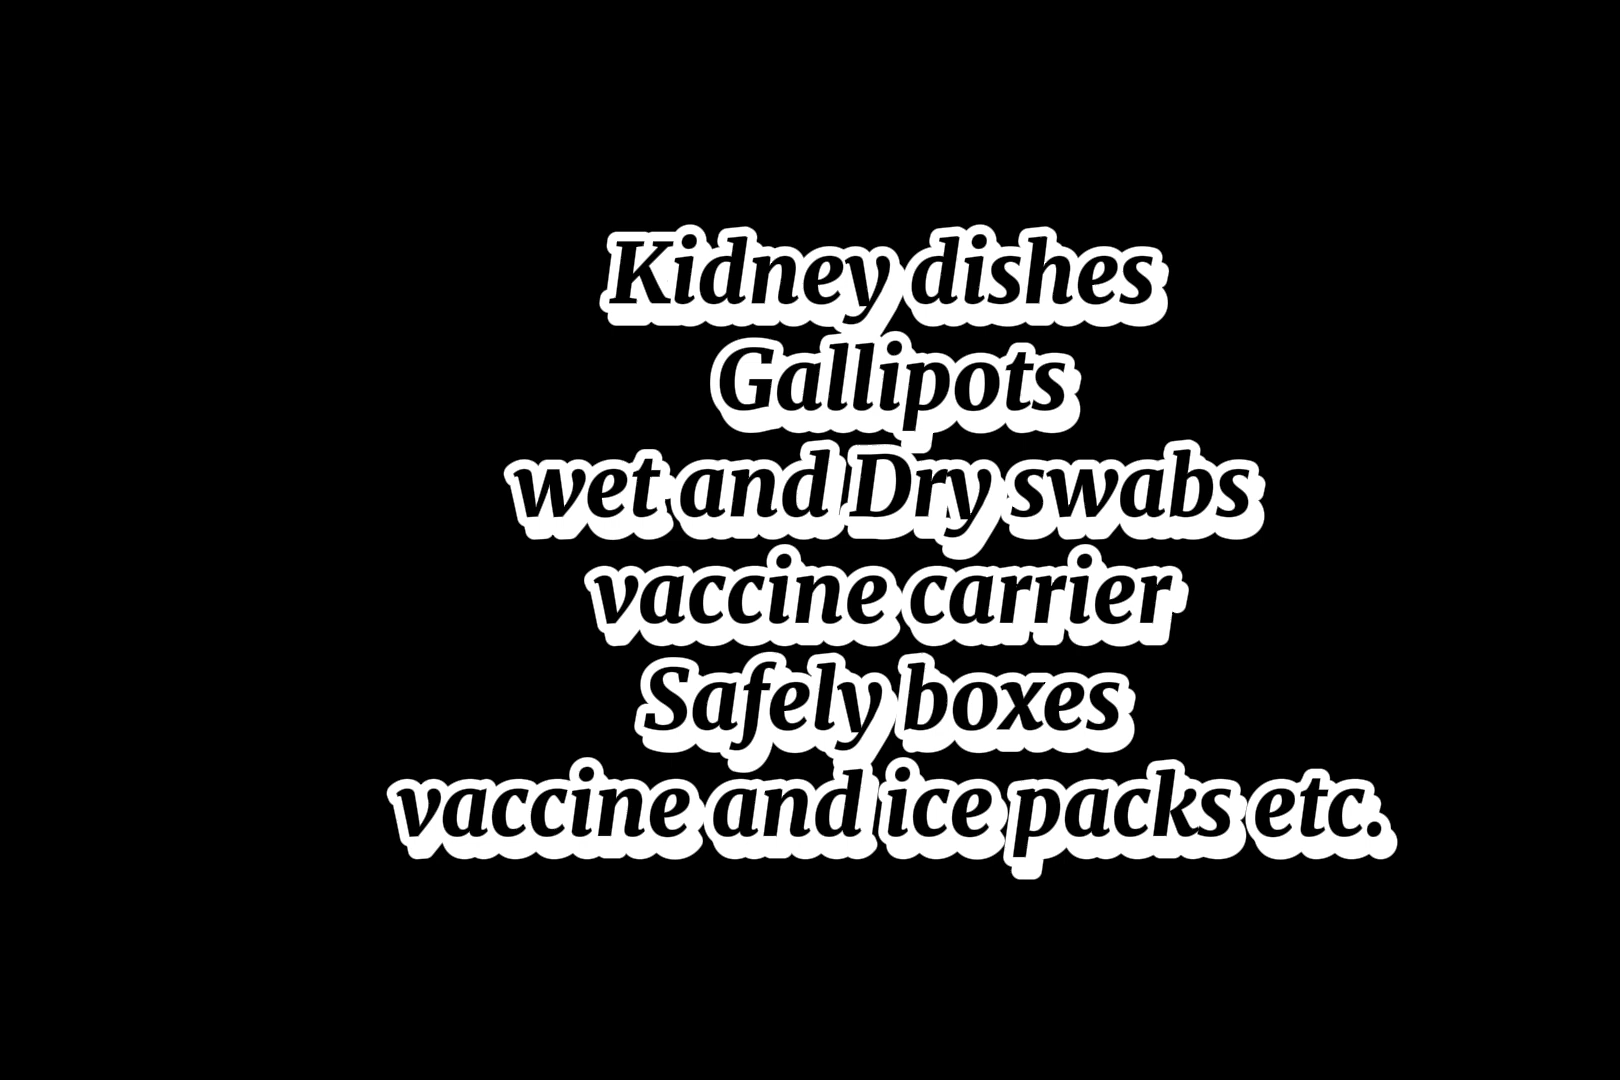 Kidney dishes
Gallipots
wet and Dry swabs
vaccine carrier
Safely boxes
vaccine and ice packs etc.